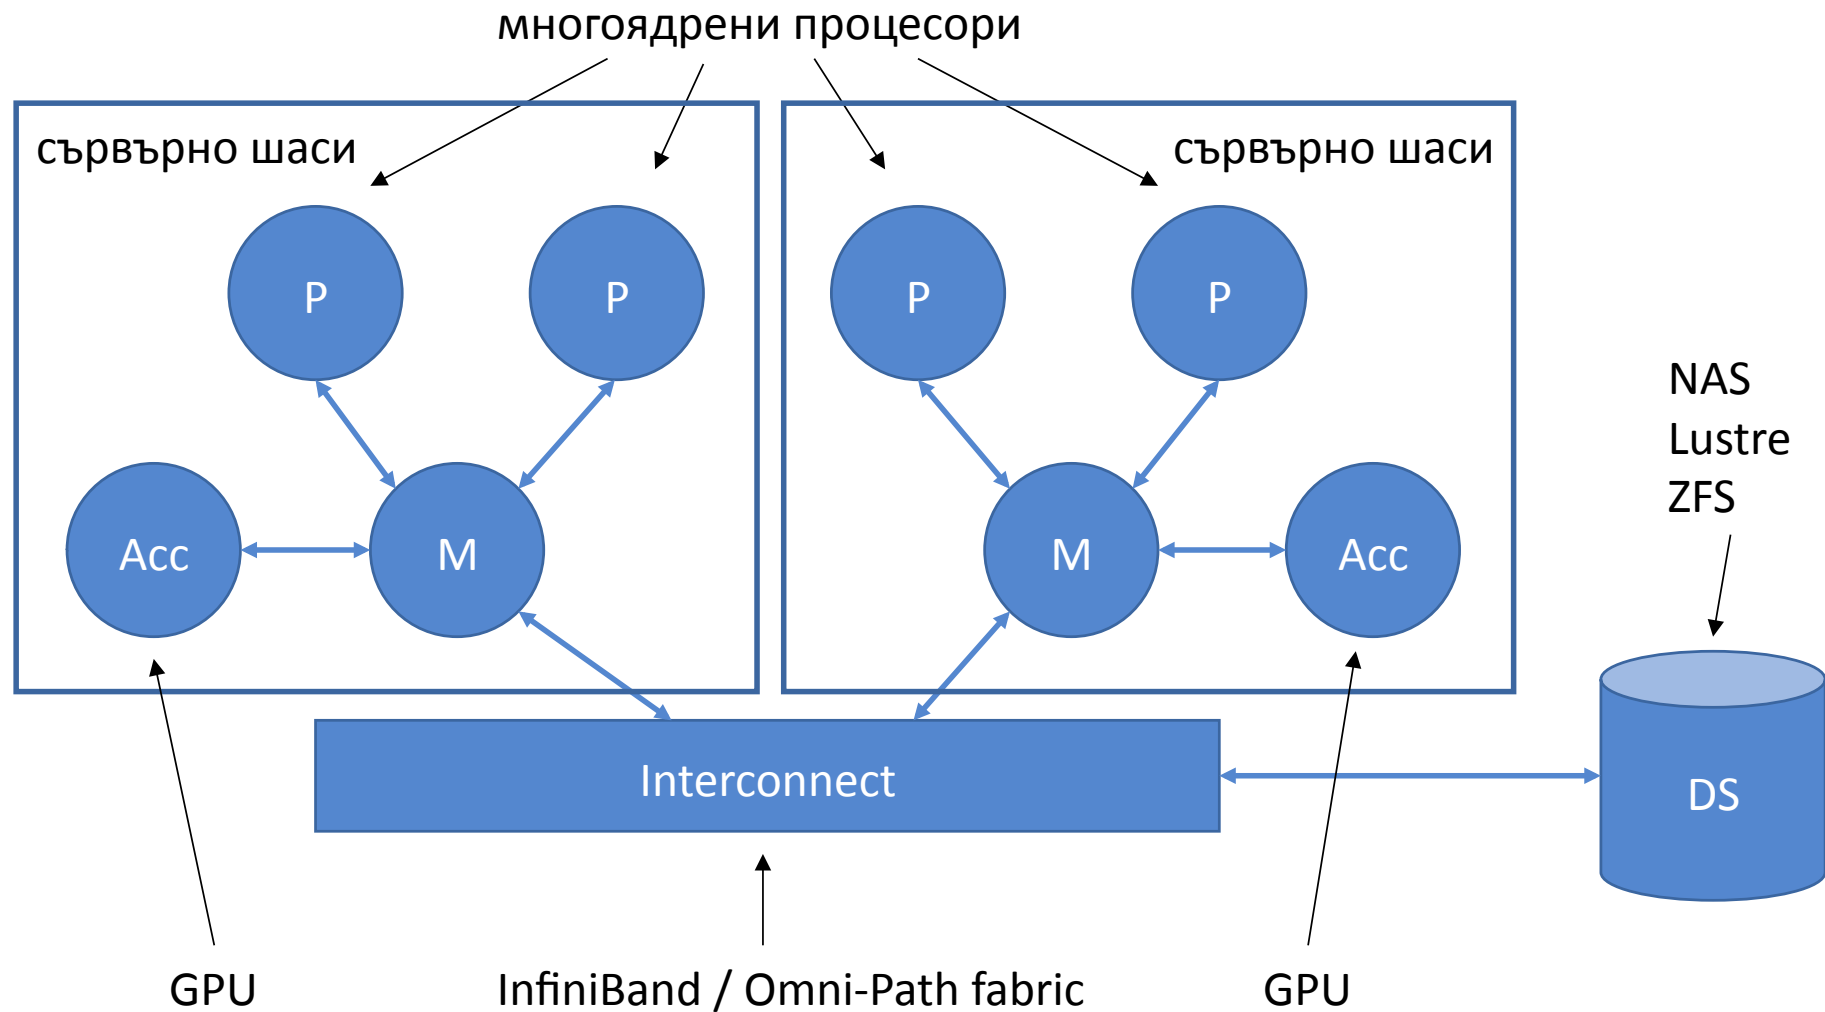 многоядрени процесори
сървърно шаси
сървърно шаси
P
P
P
P
NAS
Lustre
ZFS
Acc
M
M
Acc
Interconnect
DS
GPU
InfiniBand / Omni-Path fabric
GPU